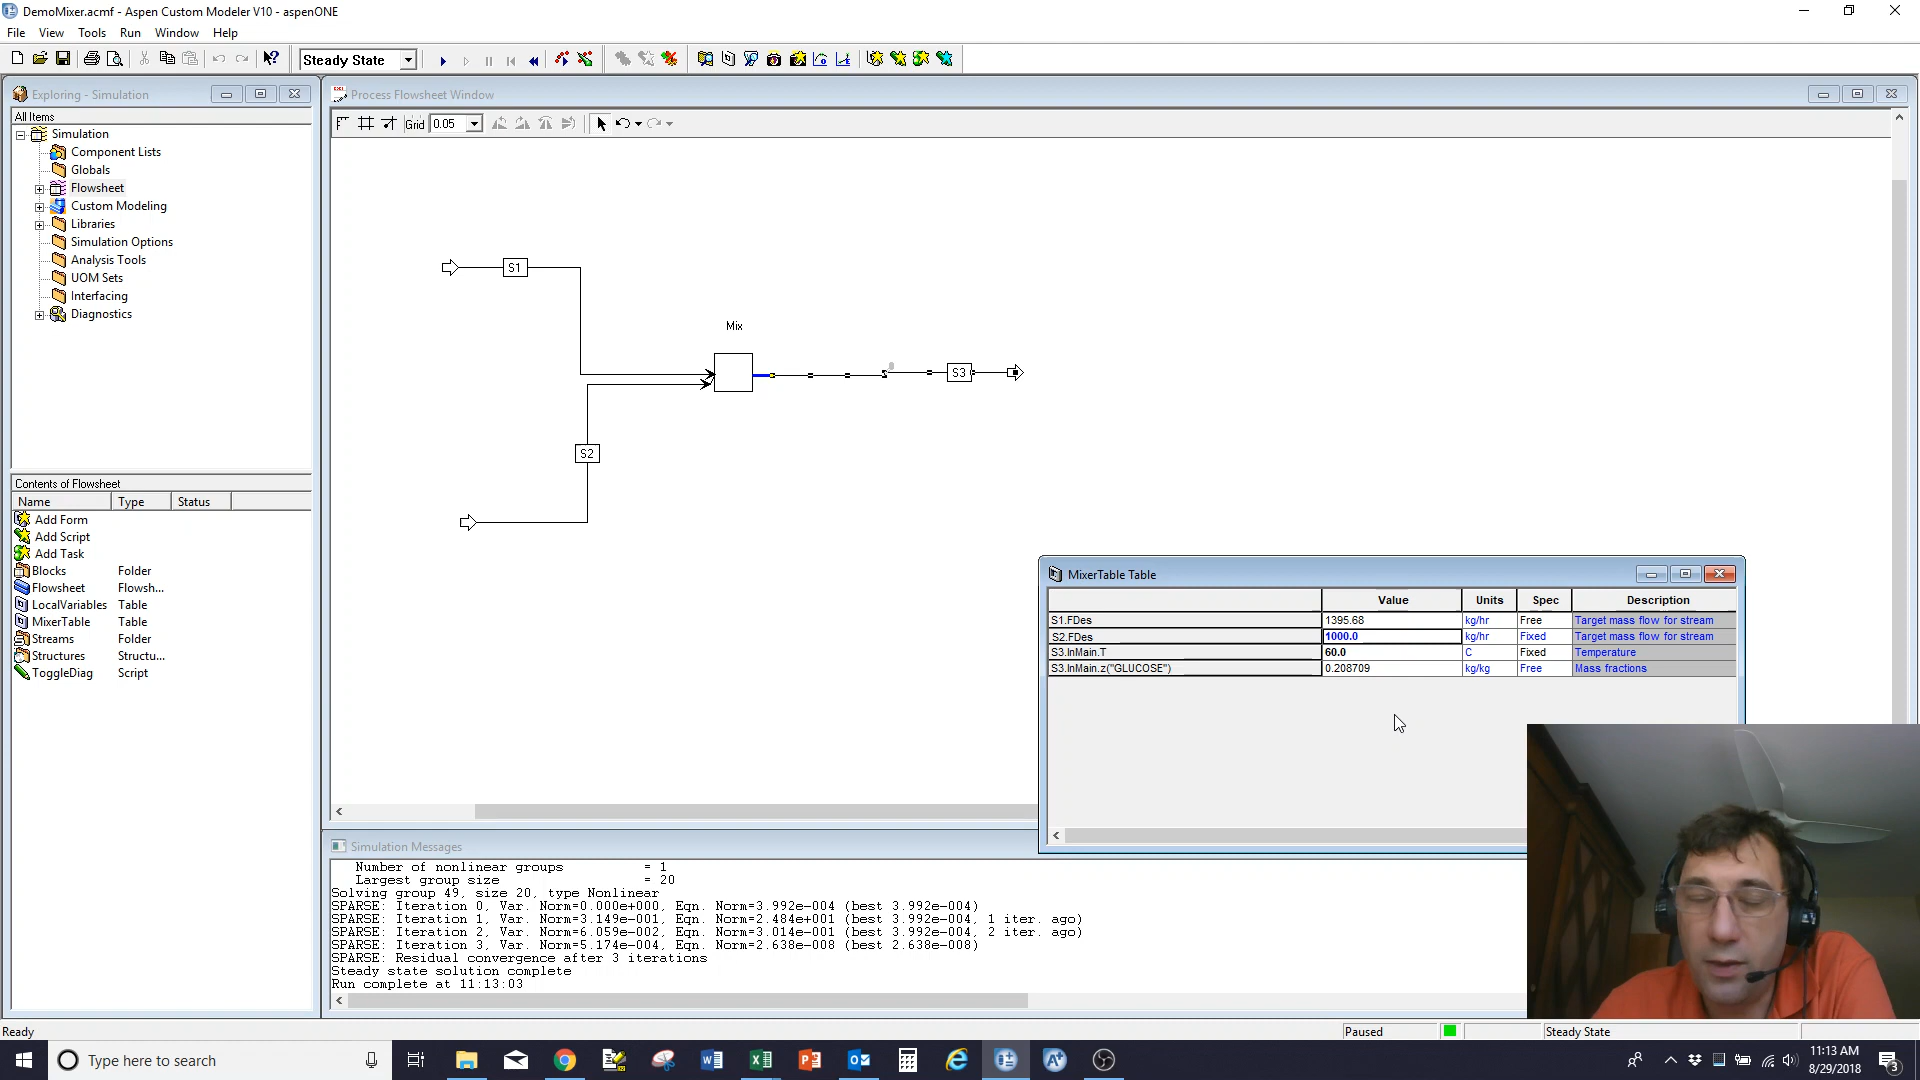 DemoMixer.acmf - Aspen Custom Modeler V10 - aspenONE
File View Tools Run Window Help
Steady State
Exploring - Simulation
All Items
Simulation
Component Lists
Globals
Flowsheet
Custom Modeling
Libraries
Simulation Options
Analysis Tools
UOM Sets
Interfacing
Diagnostics
Contents of Flowsheet
Name Type Status
Add Form
Add Script
Add Task
Blocks Folder
Flowsheet Flowsh...
LocalVariables Table
MixerTable Table
Streams Folder
Structures Structu...
ToggleDiag Script
Process Flowsheet Window
Grid 0.05
S1
Mix
S3
S2
MixerTable Table
Value Units Spec Description
S1.FDes 1395.68 kg/hr Free Target mass flow for stream
S2.FDes 1000.0 kg/hr Fixed Target mass flow for stream
S3.InMain.T 60.0 C Fixed Temperature
S3.InMain.z("GLUCOSE") 0.208709 kg/kg Free Mass fractions
Simulation Messages
Number of nonlinear groups = 1
Largest group size = 20
Solving group 49, size 20, type Nonlinear
SPARSE: Iteration 0, Var. Norm=0.000e+000, Eqn. Norm=3.992e-004 (best 3.992e-004)
SPARSE: Iteration 1, Var. Norm=3.149e-001, Eqn. Norm=2.484e+001 (best 3.992e-004, 1 iter. ago)
SPARSE: Iteration 2, Var. Norm=6.059e-002, Eqn. Norm=3.014e-001 (best 3.992e-004, 2 iter. ago)
SPARSE: Iteration 3, Var. Norm=5.174e-004, Eqn. Norm=2.638e-008 (best 2.638e-008)
SPARSE: Residual convergence after 3 iterations
Steady state solution complete
Run complete at 11:13:03
Ready
Paused
Steady State
Type here to search
11:13 AM
8/29/2018
3